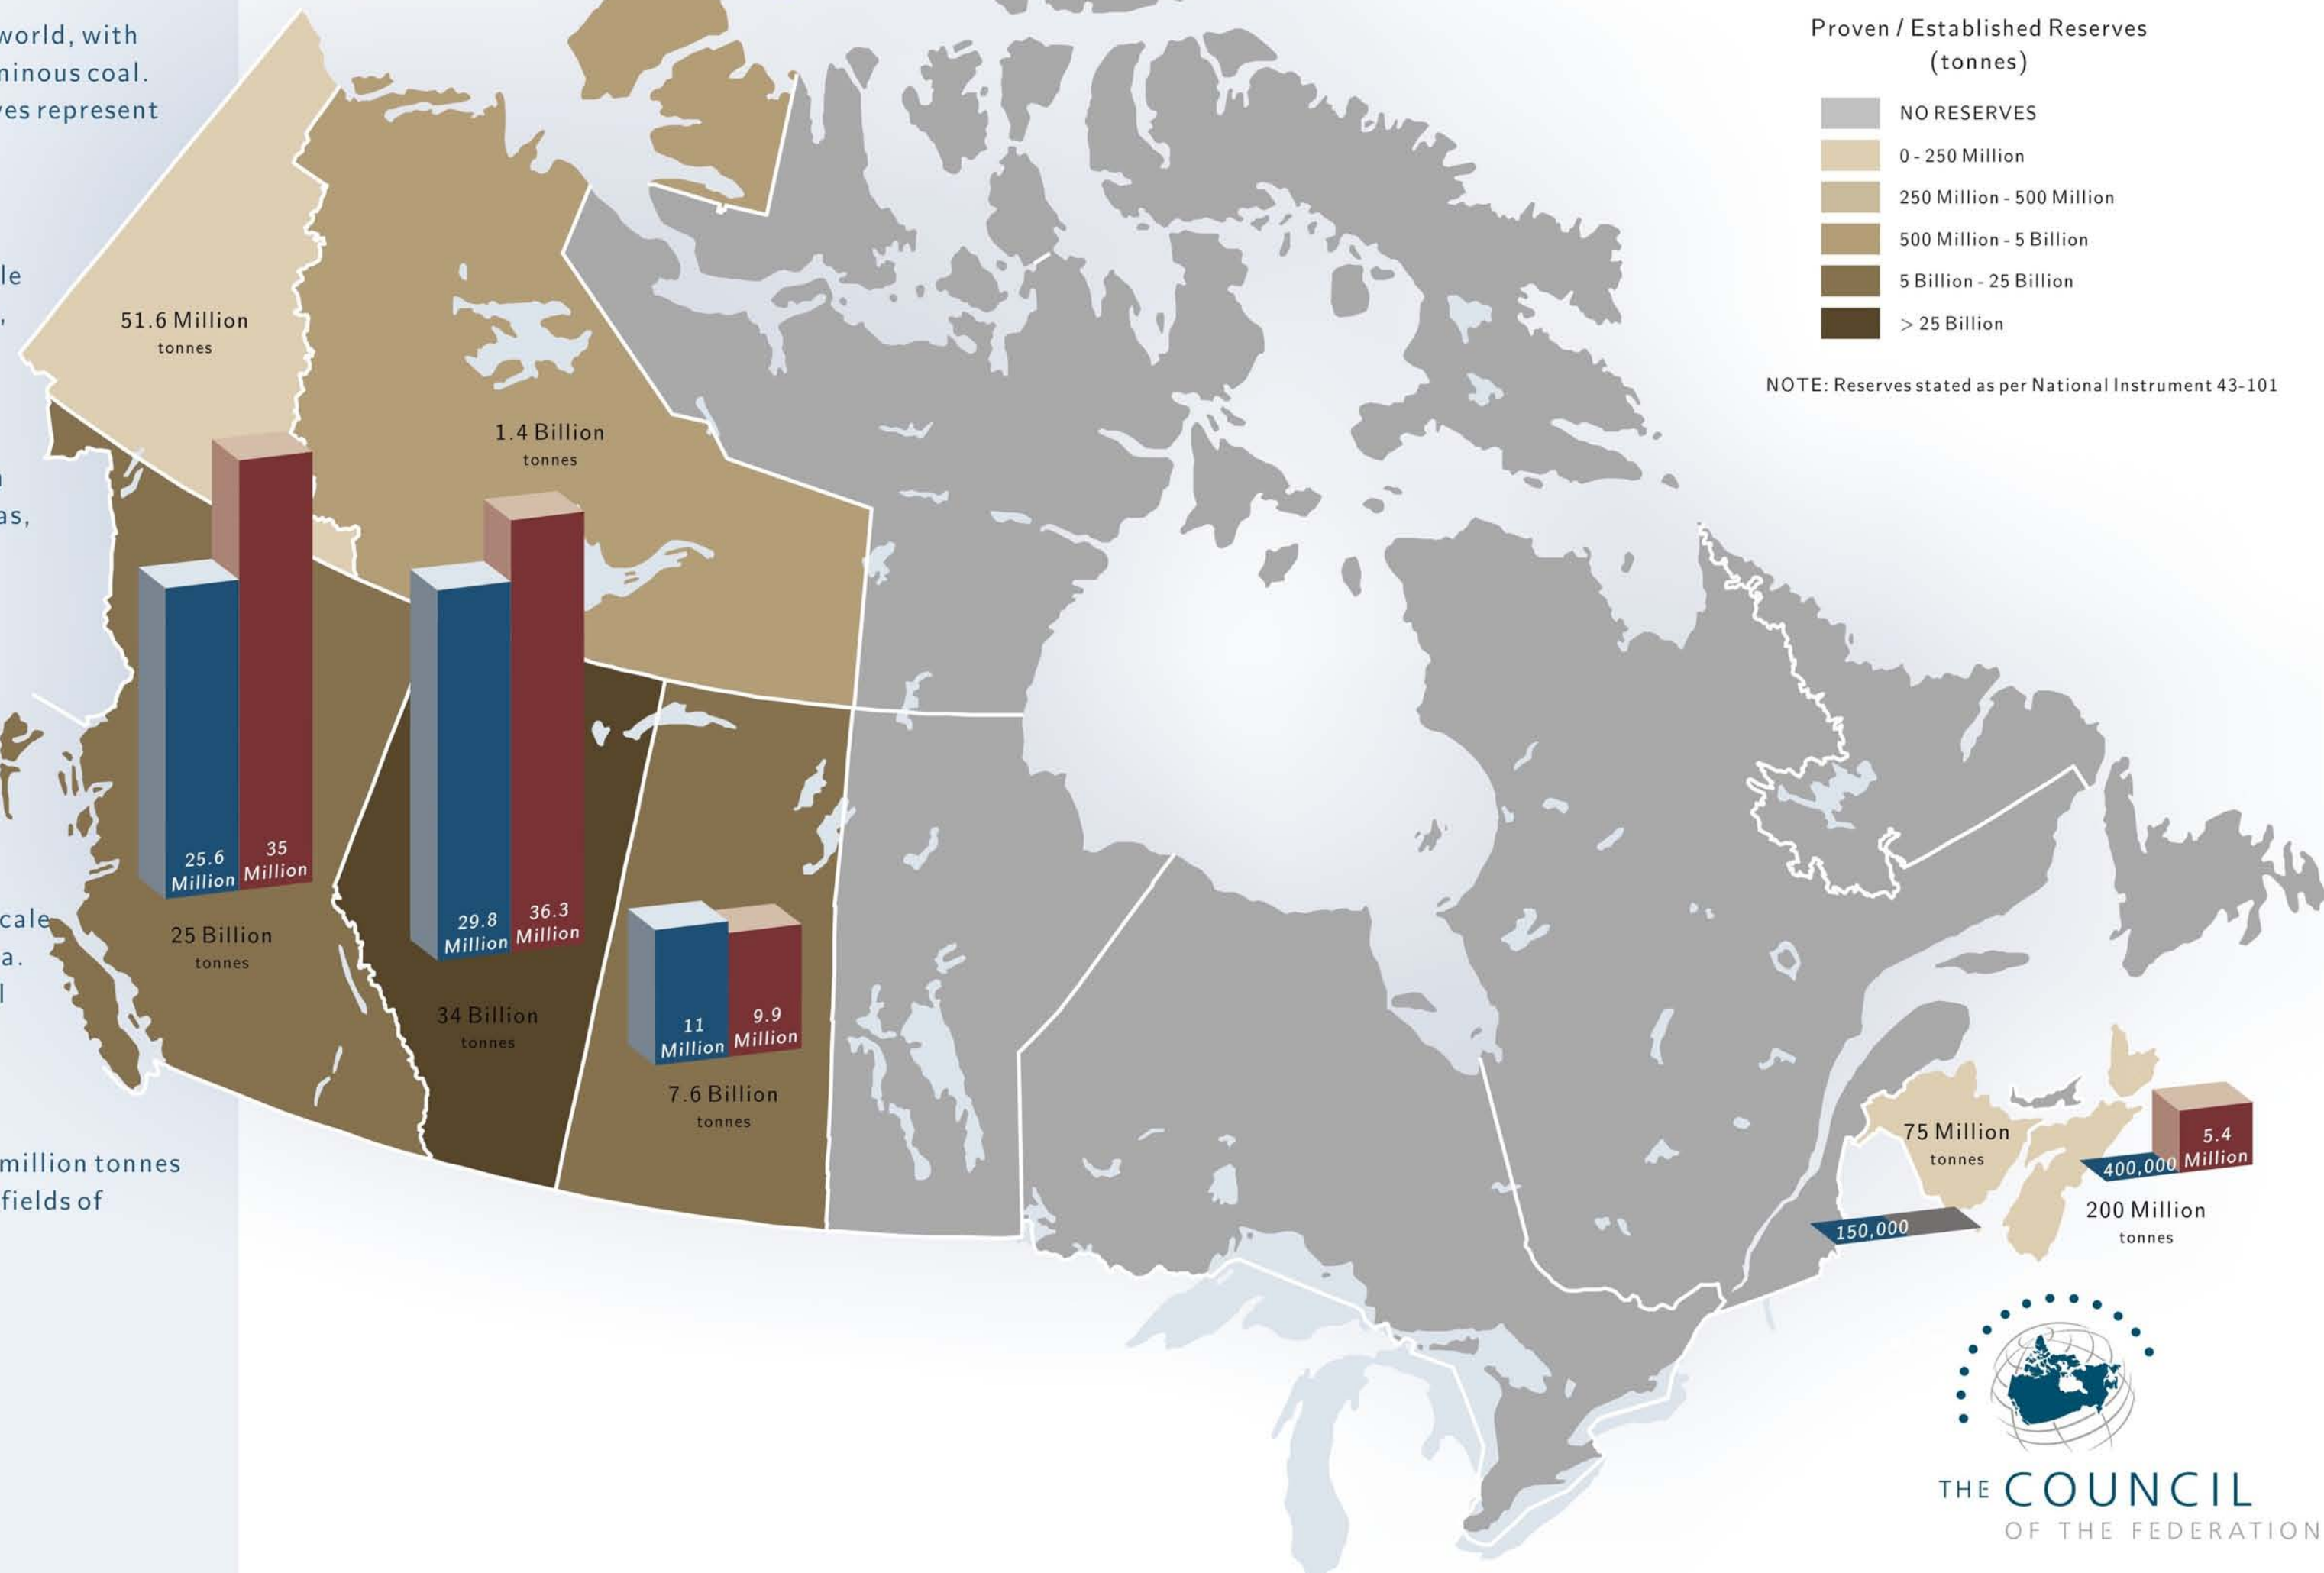 world, with
minous coal.
ves represent
le
,
as,
cale
a.
l
million tonnes
fields of
Proven / Established Reserves
(tonnes)
NO RESERVES
0 - 250 Million
250 Million - 500 Million
500 Million - 5 Billion
5 Billion - 25 Billion
> 25 Billion
NOTE: Reserves stated as per National Instrument 43-101
51.6 Million
tonnes
1.4 Billion
tonnes
25.6
Million
35
Million
25 Billion
tonnes
29.8
Million
36.3
Million
34 Billion
tonnes
11
Million
9.9
Million
7.6 Billion
tonnes
75 Million
tonnes
150,000
400,000
5.4
Million
200 Million
tonnes
THE COUNCIL
OF THE FEDERATION